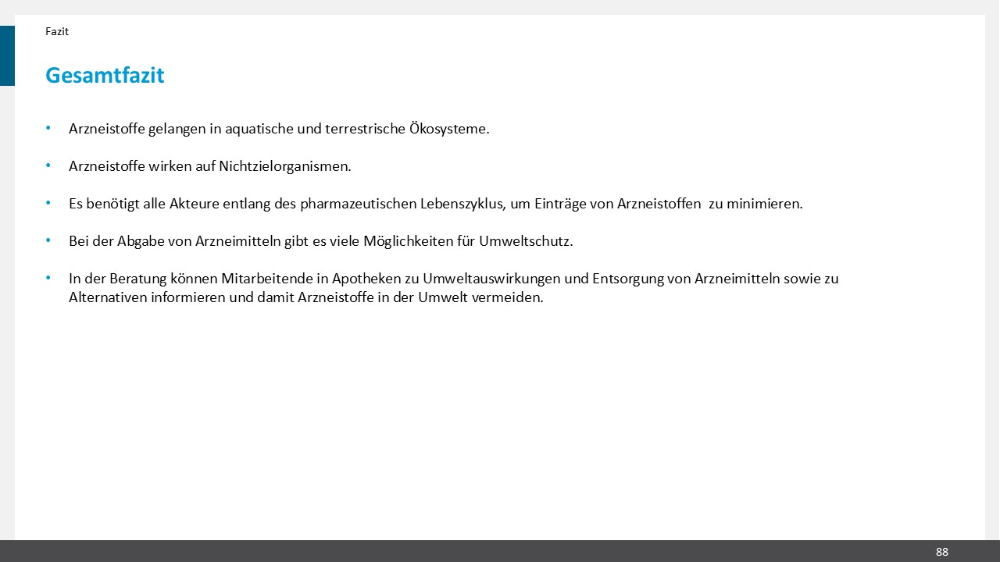 Fazit
Gesamtfazit
• Arzneistoffe gelangen in aquatische und terrestrische Ökosysteme.
• Arzneistoffe wirken auf Nichtzielorganismen.
• Es benötigt alle Akteure entlang des pharmazeutischen Lebenszyklus, um Einträge von Arzneistoffen  zu minimieren.
• Bei der Abgabe von Arzneimitteln gibt es viele Möglichkeiten für Umweltschutz.
• In der Beratung können Mitarbeitende in Apotheken zu Umweltauswirkungen und Entsorgung von Arzneimitteln sowie zu
Alternativen informieren und damit Arzneistoffe in der Umwelt vermeiden.
88